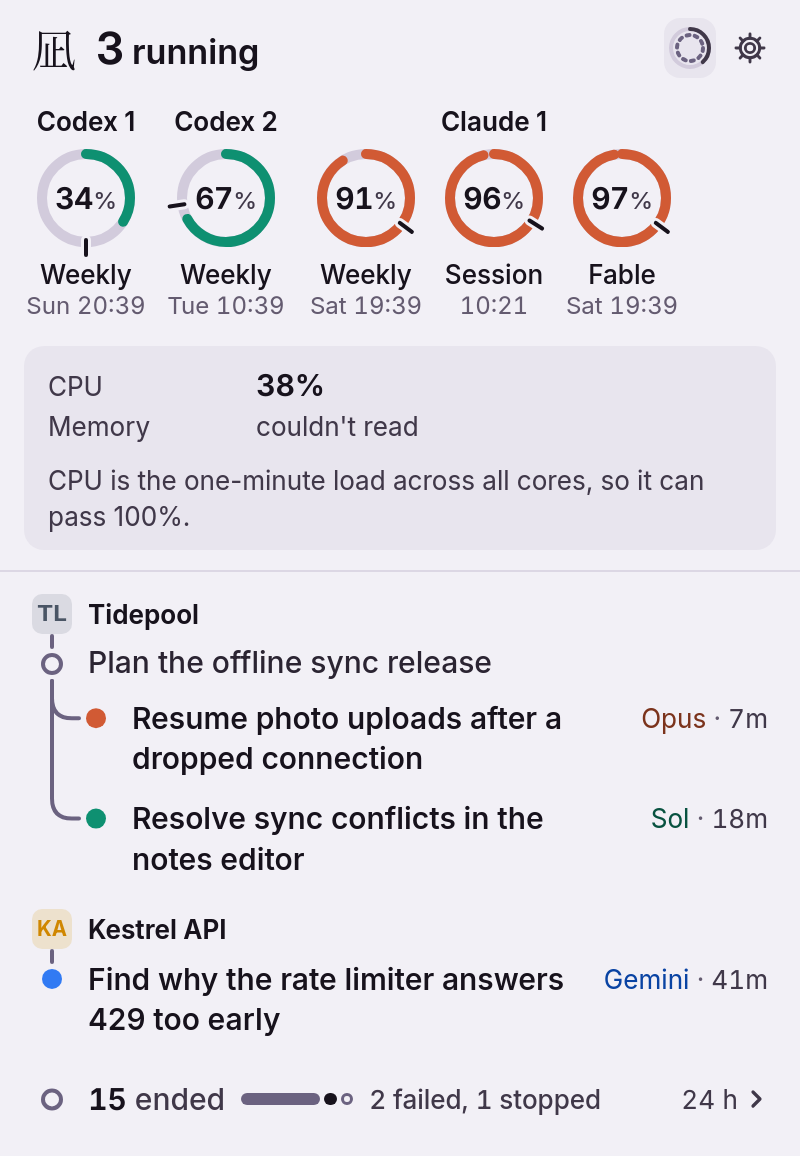 凪 3 running
Codex 1 Codex 2 Claude 1
34% 67% 91% 96% 97%
Weekly Weekly Weekly Session Fable
Sun 20:39 Tue 10:39 Sat 19:39 10:21 Sat 19:39
CPU 38%
Memory couldn't read
CPU is the one-minute load across all cores, so it can
pass 100%.
TL Tidepool
Plan the offline sync release
Resume photo uploads after a Opus · 7m
dropped connection
Resolve sync conflicts in the Sol · 18m
notes editor
KA Kestrel API
Find why the rate limiter answers Gemini · 41m
429 too early
15 ended 2 failed, 1 stopped 24 h